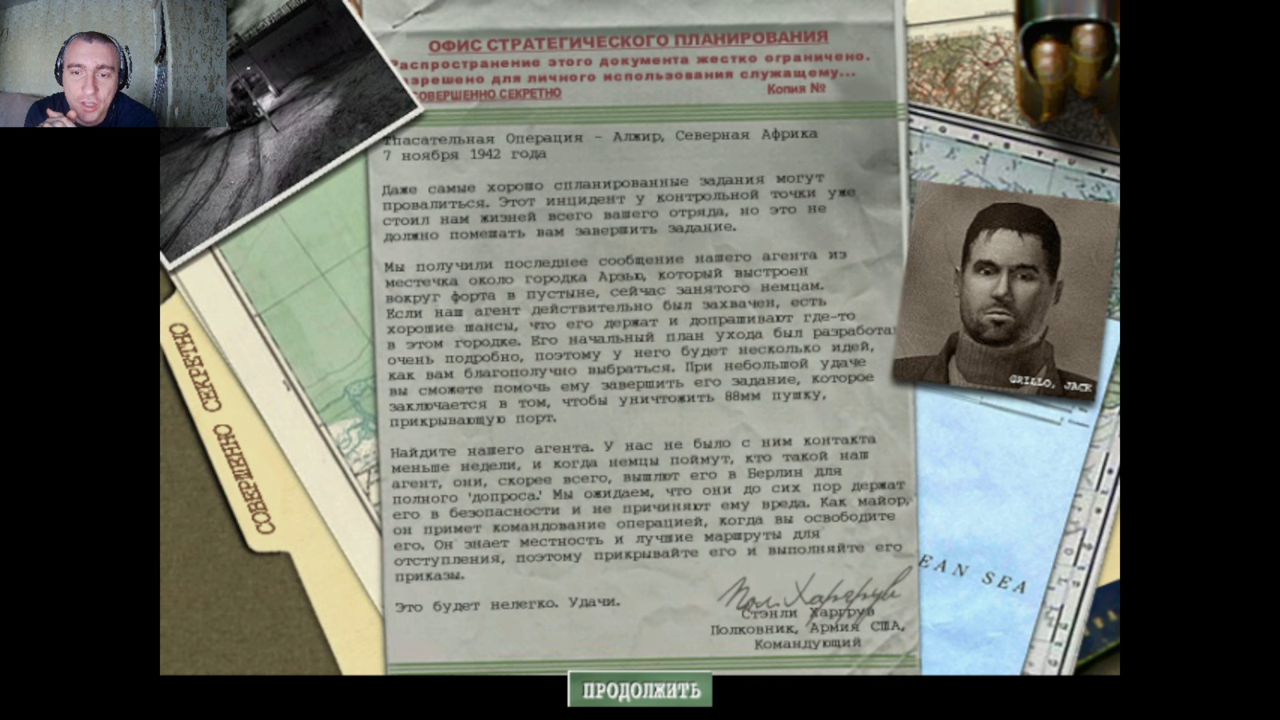 ОФИС СТРАТЕГИЧЕСКОГО ПЛАНИРОВАНИЯ
Распространение этого документа жестко ограничено.
азрешено для личного использования служащему...
СОВЕРШЕННО СЕКРЕТНО
Копия №
пасательная Операция - Алжир, Северная Африка
7 ноября 1942 года
Даже самые хорошо спланированные задания могут
провалиться. Этот инцидент у контрольной точки уже
стоил нам жизней всего вашего отряда, но это не
должно помешать вам завершить задание.
Мы получили последнее сообщение нашего агента из
местечка около городка Арзью, который выстроен
вокруг форта в пустыне, сейчас занятого немцам.
Если наш агент действительно был захвачен, есть
хорошие шансы, что его держат и допрашивают где-то
в этом городке. Его начальный план ухода был разработа
очень подробно, поэтому у него будет несколько идей,
как вам благополучно выбраться. При небольшой удаче
вы сможете помочь ему завершить его задание, которое
заключается в том, чтобы уничтожить 88мм пушку,
прикрывающую порт.
Найдите нашего агента. У нас не было с ним контакта
меньше недели, и когда немцы поймут, кто такой наш
агент, они, скорее всего, вышлют его в Берлин для
полного 'допроса.' Мы ожидаем, что они до сих пор держат
его в безопасности и не причиняют ему вреда. Как майор,
он примет командование операцией, когда вы освободите
его. Он знает местность и лучшие маршруты для
отступления, поэтому прикрывайте его и выполняйте его
приказы.
Это будет нелегко. Удачи.
Пол Харгрув
Стэнли Харгрув
Полковник, Армия США,
Командующий
СОВЕРШЕННО СЕКРЕТНО
GRILLO, JACK
EAN SEA
ПРОДОЛЖИТЬ